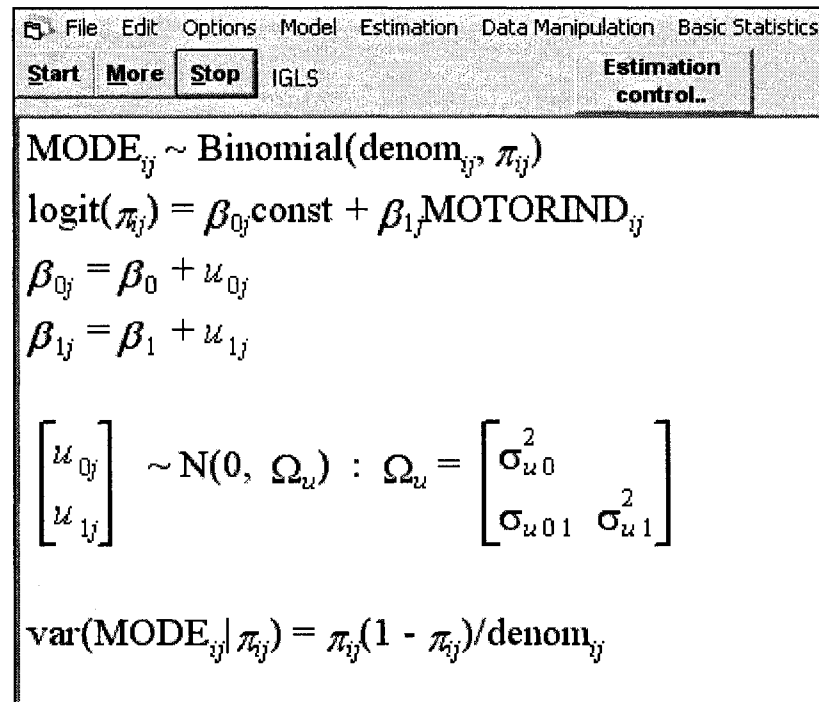 File Edit Options Model Estimation Data Manipulation Basic Statistics
Start More Stop IGLS Estimation control..
MODE_ij ~ Binomial(denom_ij, π_ij)
logit(π_ij) = β_0j const + β_1j MOTORIND_ij
β_0j = β_0 + u_0j
β_1j = β_1 + u_1j
[u_0j; u_1j] ~ N(0, Ω_u) : Ω_u = [σ²_u0; σ_u01 σ²_u1]
var(MODE_ij|π_ij) = π_ij(1 - π_ij)/denom_ij